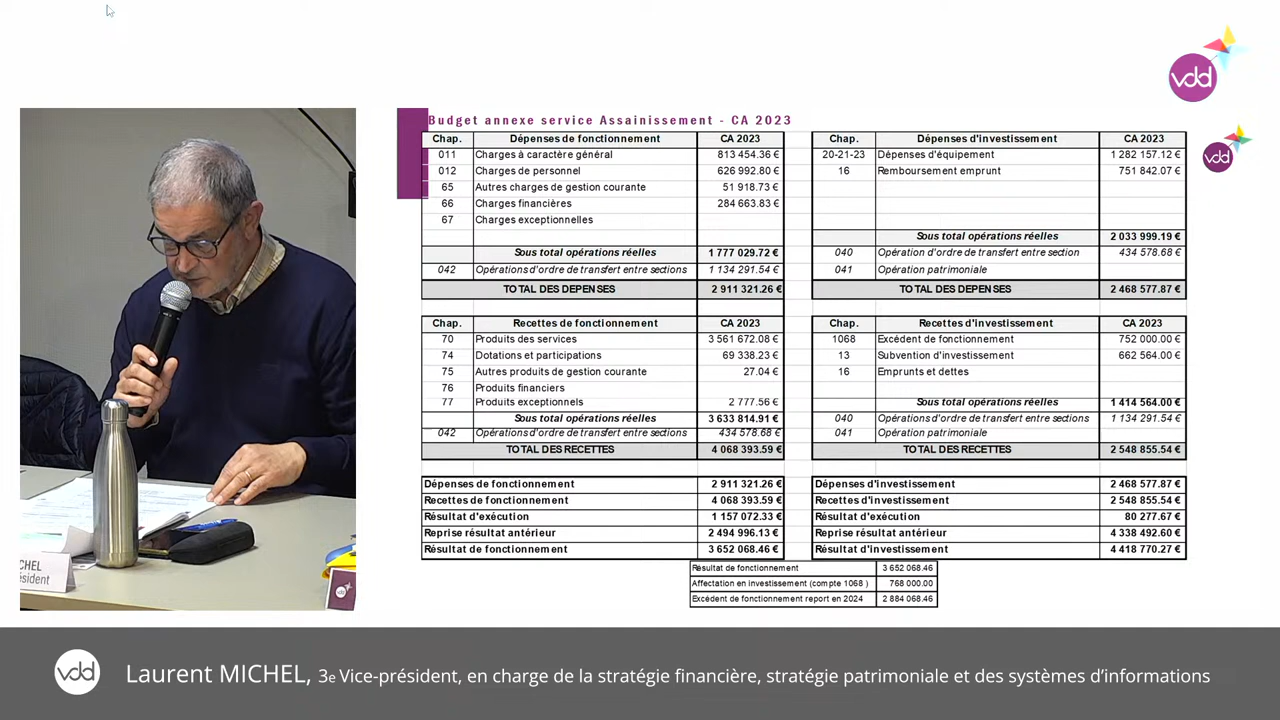 vdd
Budget annexe service Assainissement - CA 2023
vdd
Chap. Dépenses de fonctionnement CA 2023
011 Charges à caractère général 813 454.36 €
012 Charges de personnel 626 992.80 €
65 Autres charges de gestion courante 51 918.73 €
66 Charges financières 284 663.83 €
67 Charges exceptionnelles
Sous total opérations réelles 1 777 029.72 €
042 Opérations d'ordre de transfert entre sections 1 134 291.54 €
TOTAL DES DEPENSES 2 911 321.26 €
Chap. Dépenses d'investissement CA 2023
20-21-23 Dépenses d'équipement 1 282 157.12 €
16 Remboursement emprunt 751 842.07 €
Sous total opérations réelles 2 033 999.19 €
040 Opération d'ordre de transfert entre section 434 578.68 €
041 Opération patrimoniale
TOTAL DES DEPENSES 2 468 577.87 €
Chap. Recettes de fonctionnement CA 2023
70 Produits des services 3 561 672.08 €
74 Dotations et participations 69 338.23 €
75 Autres produits de gestion courante 27.04 €
76 Produits financiers
77 Produits exceptionnels 2 777.56 €
Sous total opérations réelles 3 633 814.91 €
042 Opérations d'ordre de transfert entre sections 434 578.68 €
TOTAL DES RECETTES 4 068 393.59 €
Chap. Recettes d'investissement CA 2023
1068 Excédent de fonctionnement 752 000.00 €
13 Subvention d'investissement 662 564.00 €
16 Emprunts et dettes
Sous total opérations réelles 1 414 564.00 €
040 Opérations d'ordre de transfert entre sections 1 134 291.54 €
041 Opération patrimoniale
TOTAL DES RECETTES 2 548 855.54 €
Dépenses de fonctionnement 2 911 321.26 €
Recettes de fonctionnement 4 068 393.59 €
Résultat d'exécution 1 157 072.33 €
Reprise résultat antérieur 2 494 996.13 €
Résultat de fonctionnement 3 652 068.46 €
Dépenses d'investissement 2 468 577.87 €
Recettes d'investissement 2 548 855.54 €
Résultat d'exécution 80 277.67 €
Reprise résultat antérieur 4 338 492.60 €
Résultat d'investissement 4 418 770.27 €
Résultat de fonctionnement 3 652 068.46
Affectation en investissement (compte 1068 ) 768 000.00
Excédent de fonctionnement report en 2024 2 884 068.46
CHEL
ésident
vdd
vdd
Laurent MICHEL, 3e Vice-président, en charge de la stratégie financière, stratégie patrimoniale et des systèmes d'informations